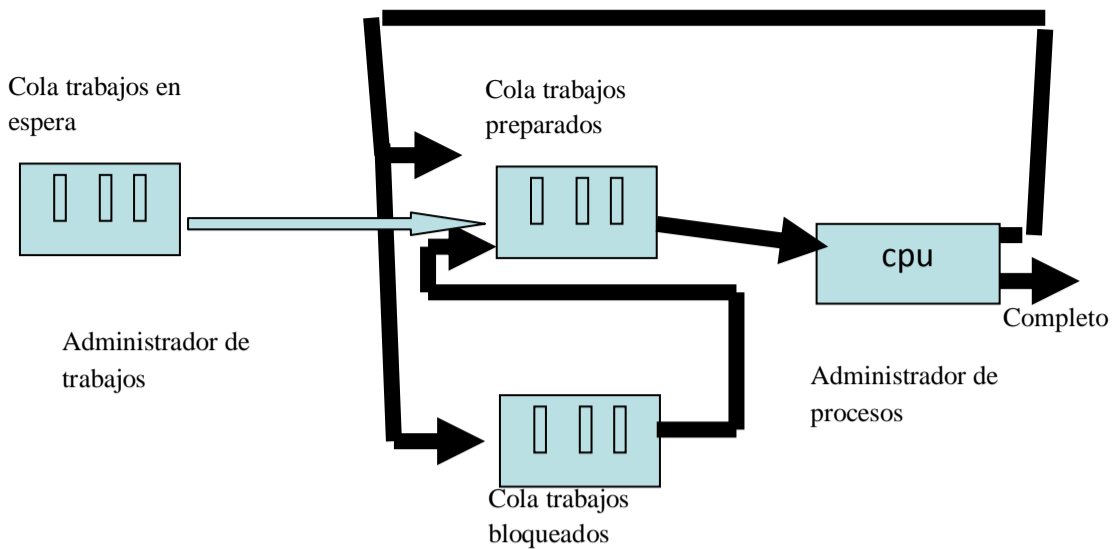 Cola trabajos en
espera
Cola trabajos
preparados
cpu
Completo
Administrador de
trabajos
Administrador de
procesos
Cola trabajos
bloqueados